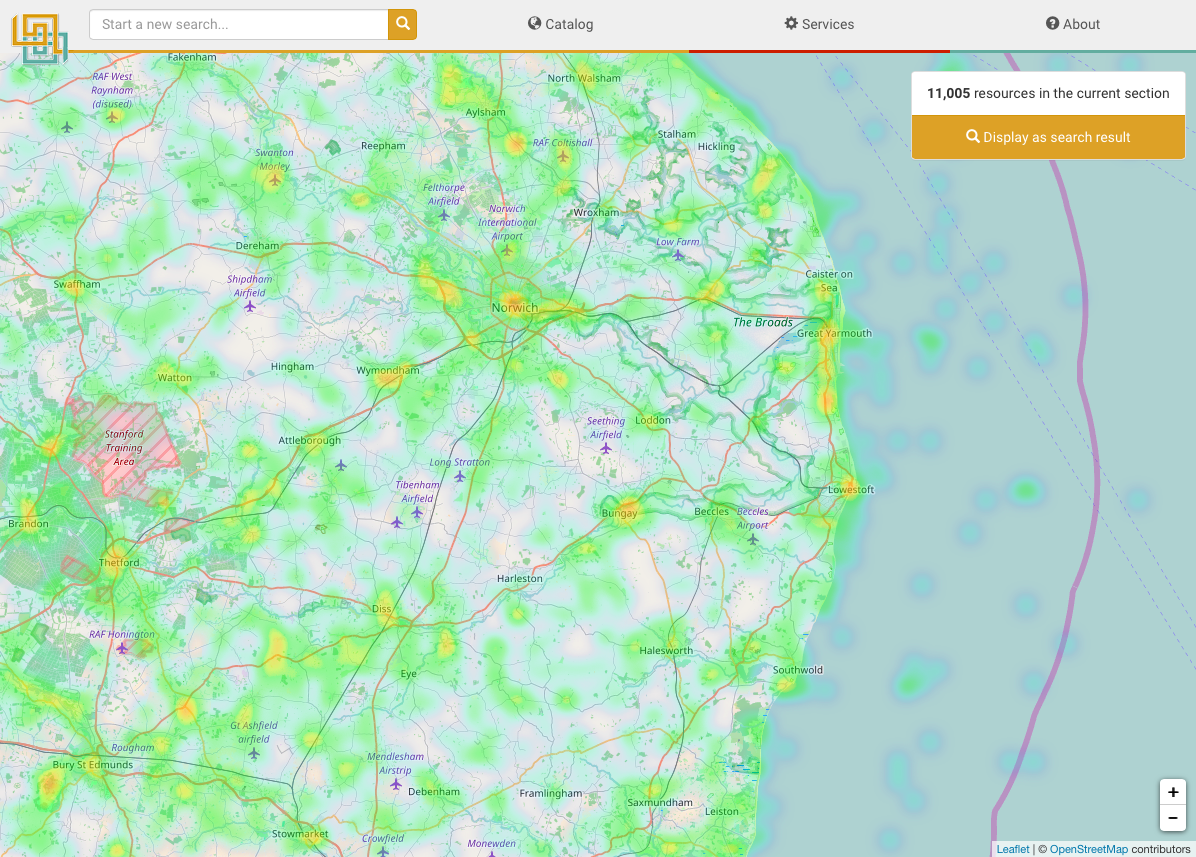 Start a new search...
Catalog
Services
About
11,005 resources in the current section
Display as search result
Fakenham
RAF West
Raynham
(disused)
North Walsham
Aylsham
Reepham
RAF Coltishall
Stalham
Hickling
Swanton
Morley
Felthorpe
Airfield
Norwich
International
Airport
Wroxham
Low Farm
Dereham
Swaffham
Shipdham
Airfield
Caister on
Sea
Norwich
The Broads
Great Yarmouth
Hingham
Wymondham
Watton
Stanford
Training
Area
Attleborough
Seething
Airfield
Loddon
Long Stratton
Tibenham
Airfield
Lowestoft
Brandon
Bungay
Beccles
Beccles
Airport
Thetford
Harleston
Diss
RAF Honington
Halesworth
Eye
Southwold
Gt Ashfield
airfield
Rougham
Bury St Edmunds
Mendlesham
Airstrip
Debenham
Framlingham
Saxmundham
Leiston
Stowmarket
Crowfield
Monewden
+
−
Leaflet | © OpenStreetMap contributors